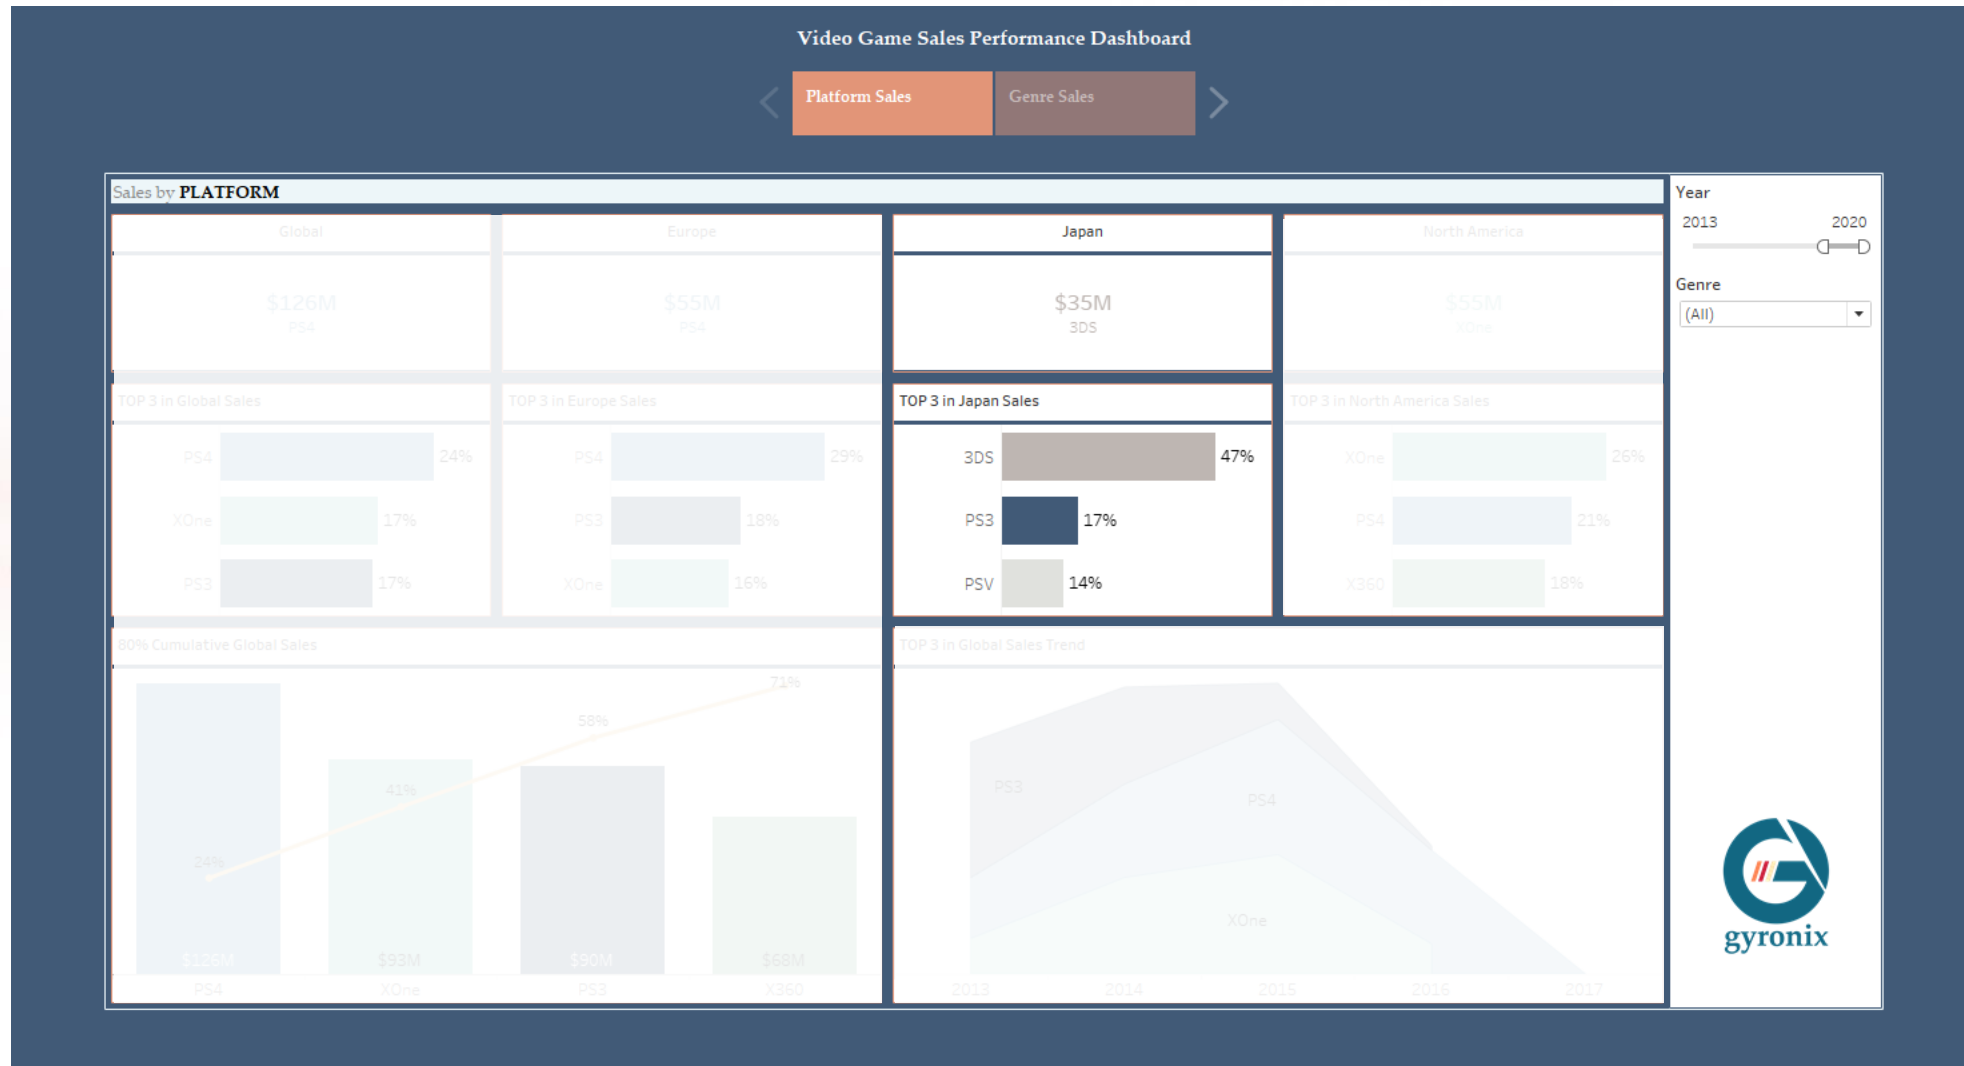 Video Game Sales Performance Dashboard
Platform Sales
Genre Sales
Sales by PLATFORM
Global
$126M
PS4
Europe
$55M
PS4
Japan
$35M
3DS
North America
$55M
XOne
TOP 3 in Global Sales
PS4 24%
XOne 17%
PS3 17%
TOP 3 in Europe Sales
PS4 29%
PS3 18%
XOne 16%
TOP 3 in Japan Sales
3DS 47%
PS3 17%
PSV 14%
TOP 3 in North America Sales
XOne 26%
PS4 21%
X360 18%
80% Cumulative Global Sales
71%
58%
41%
24%
$126M $93M $90M $68M
PS4 XOne PS3 X360
TOP 3 in Global Sales Trend
PS3
PS4
XOne
2013 2014 2015 2016 2017
Year
2013 2020
Genre
(All)
gyronix